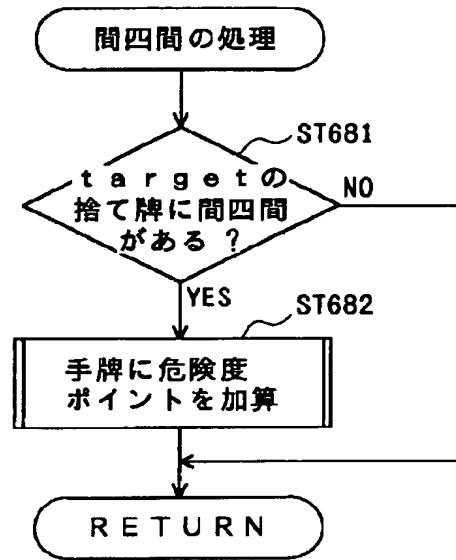 間四間の処理
ST681
targetの
捨て牌に間四間
がある?
NO
YES
ST682
手牌に危険度
ポイントを加算
RETURN